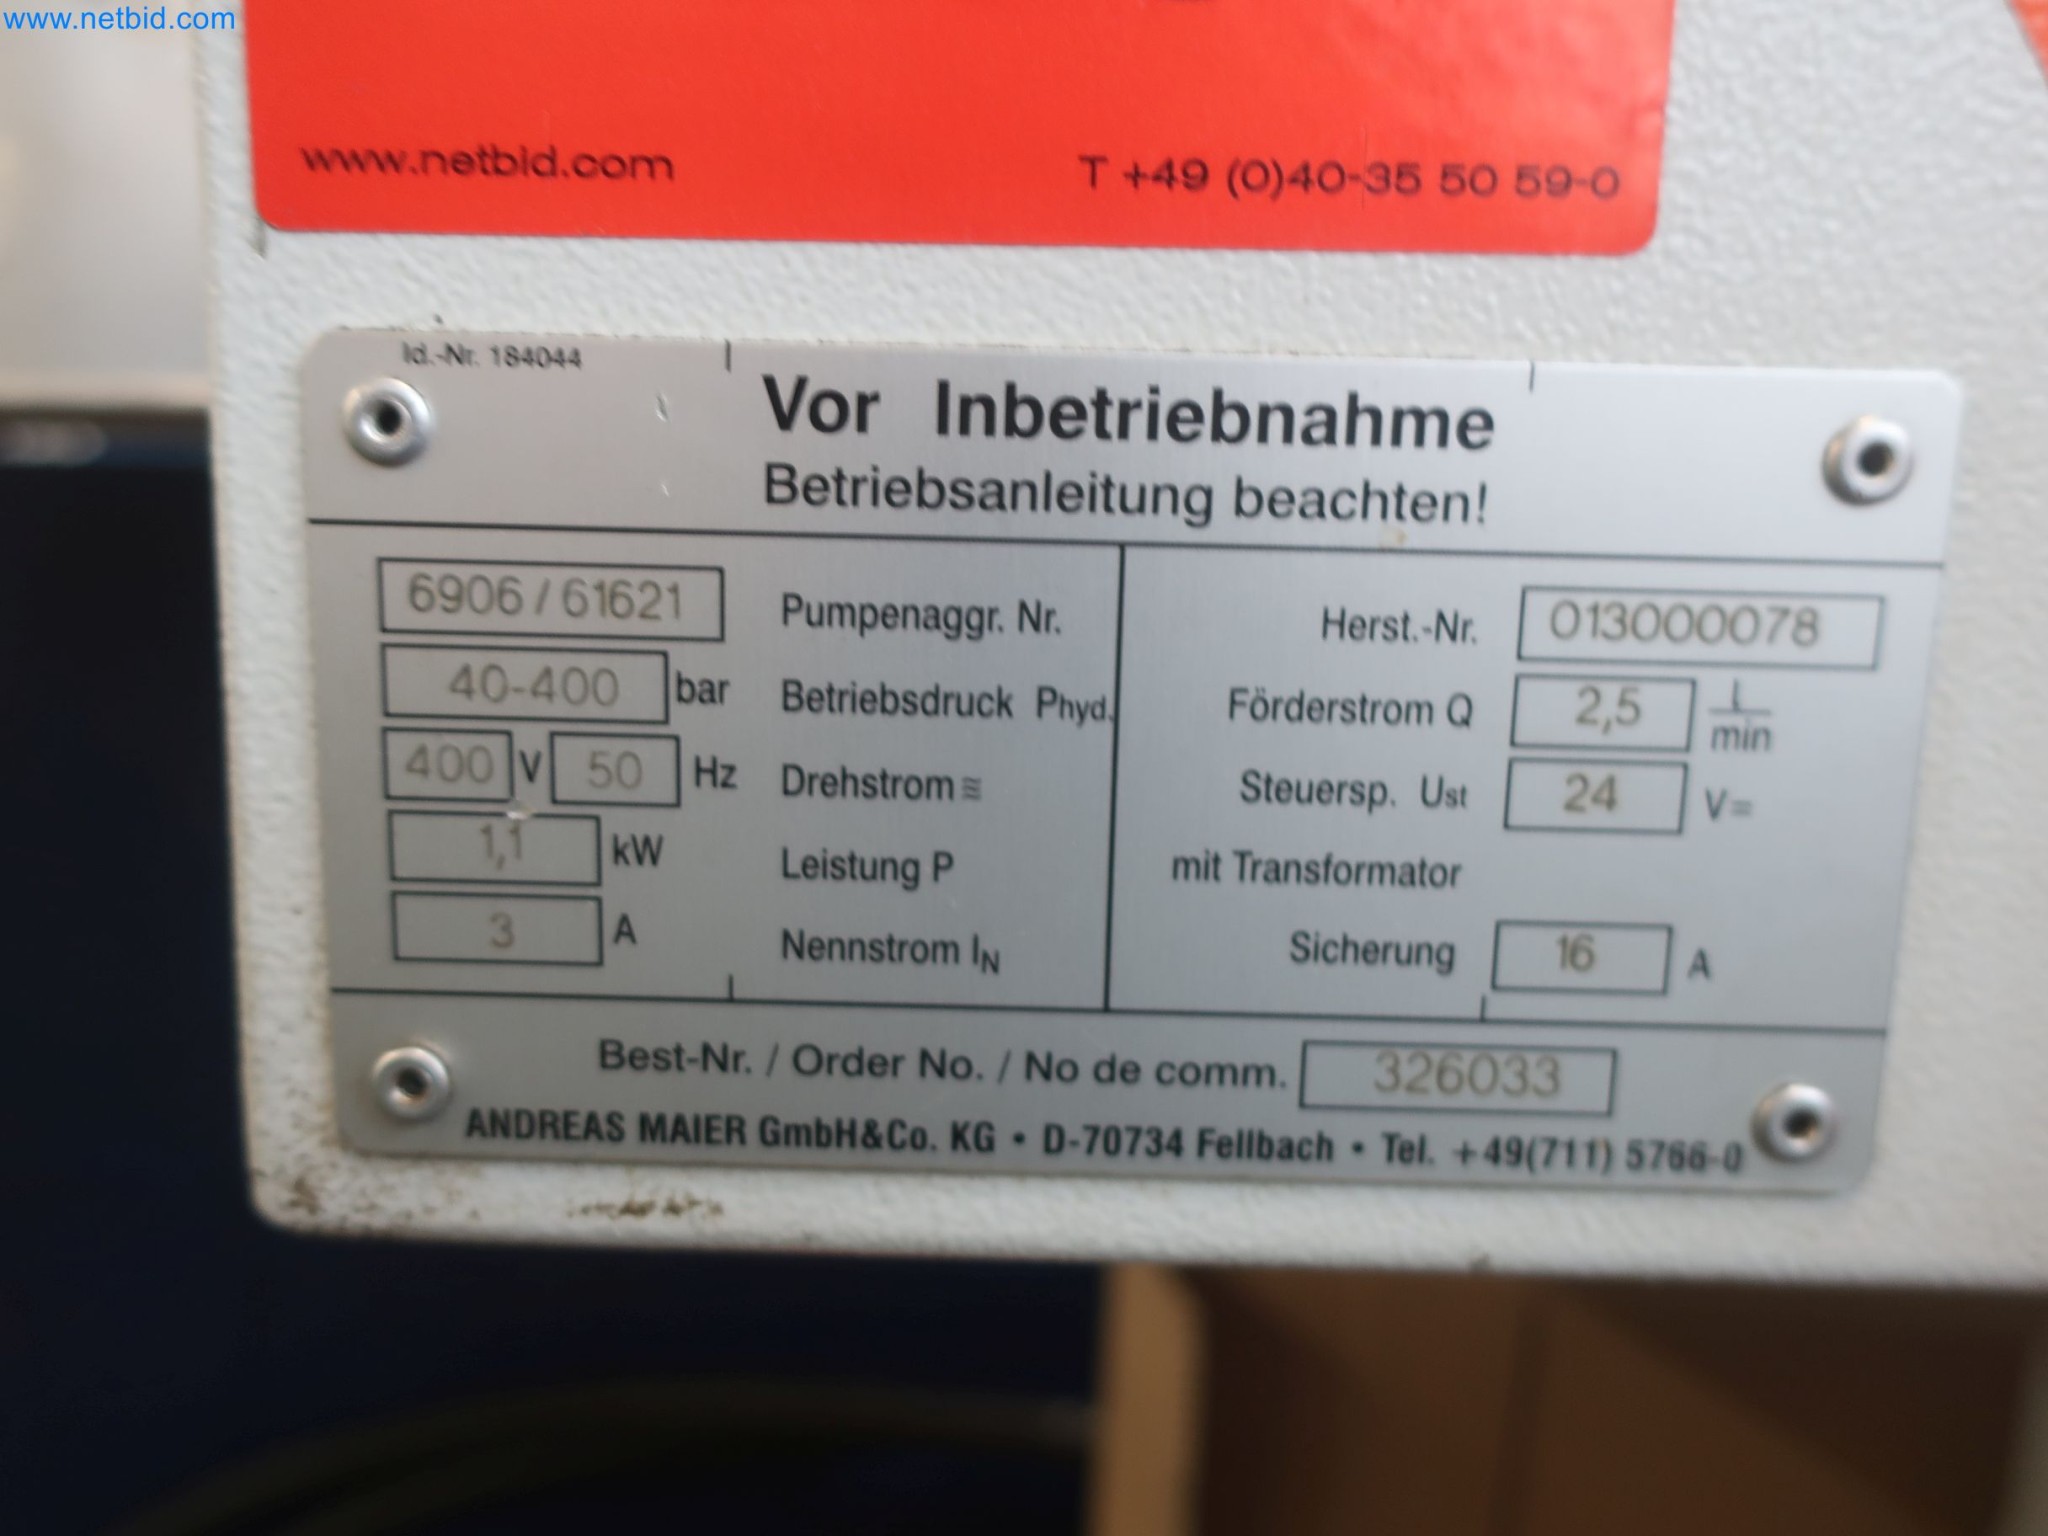 www.netbid.com
www.netbid.com T +49 (0)40-35 50 59-0
Id.-Nr. 184044
Vor Inbetriebnahme
Betriebsanleitung beachten!
6906/61621 Pumpenaggr. Nr. Herst.-Nr. 013000078
40-400 bar Betriebsdruck Phyd. Förderstrom Q 2,5 L/min
400 V 50 Hz Drehstrom ≋ Steuersp. Ust 24 V=
1,1 kW Leistung P mit Transformator
3 A Nennstrom IN Sicherung 16 A
Best-Nr. / Order No. / No de comm. 326033
ANDREAS MAIER GmbH&Co. KG • D-70734 Fellbach • Tel. +49(711) 5766-0